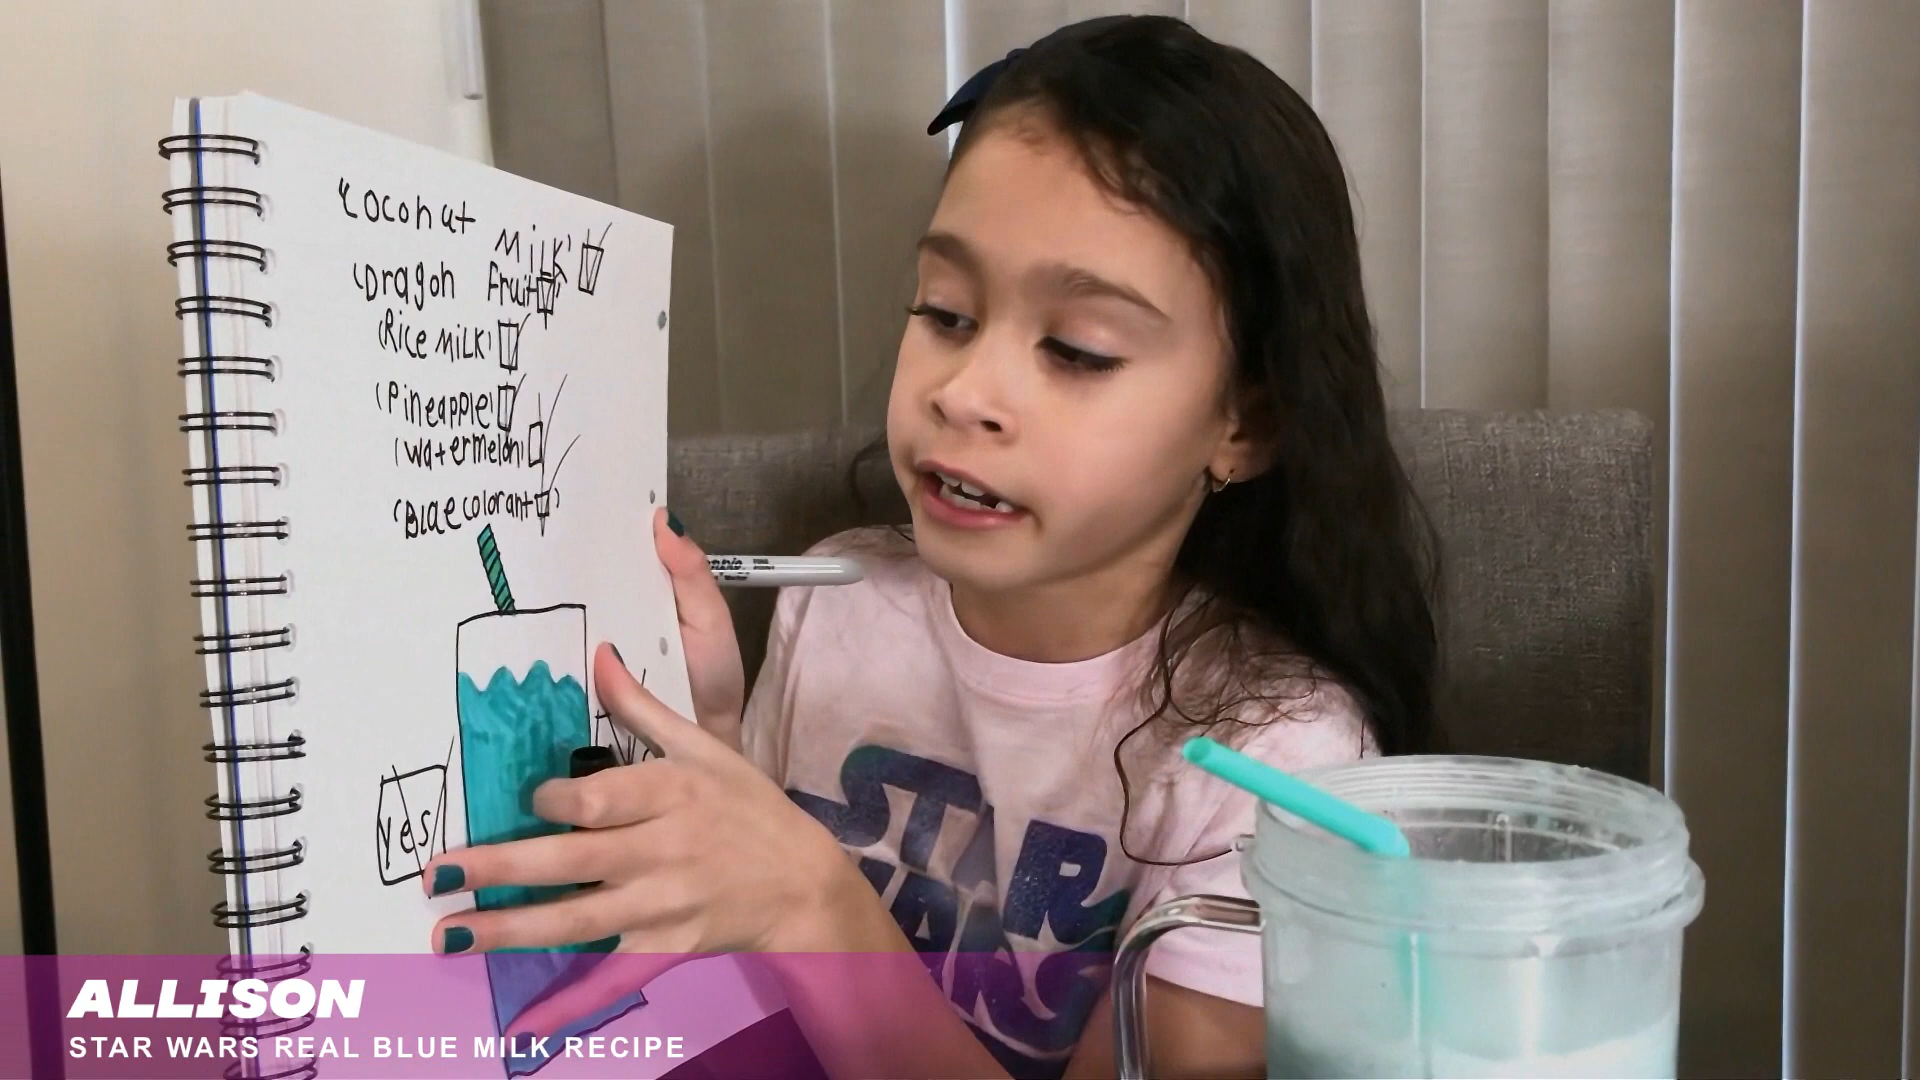 Coconut Milk
Dragon Fruit
Rice Milk
Pineapple
Watermelon
Blue colorant
yes
STAR
WARS
ALLISON
STAR WARS REAL BLUE MILK RECIPE